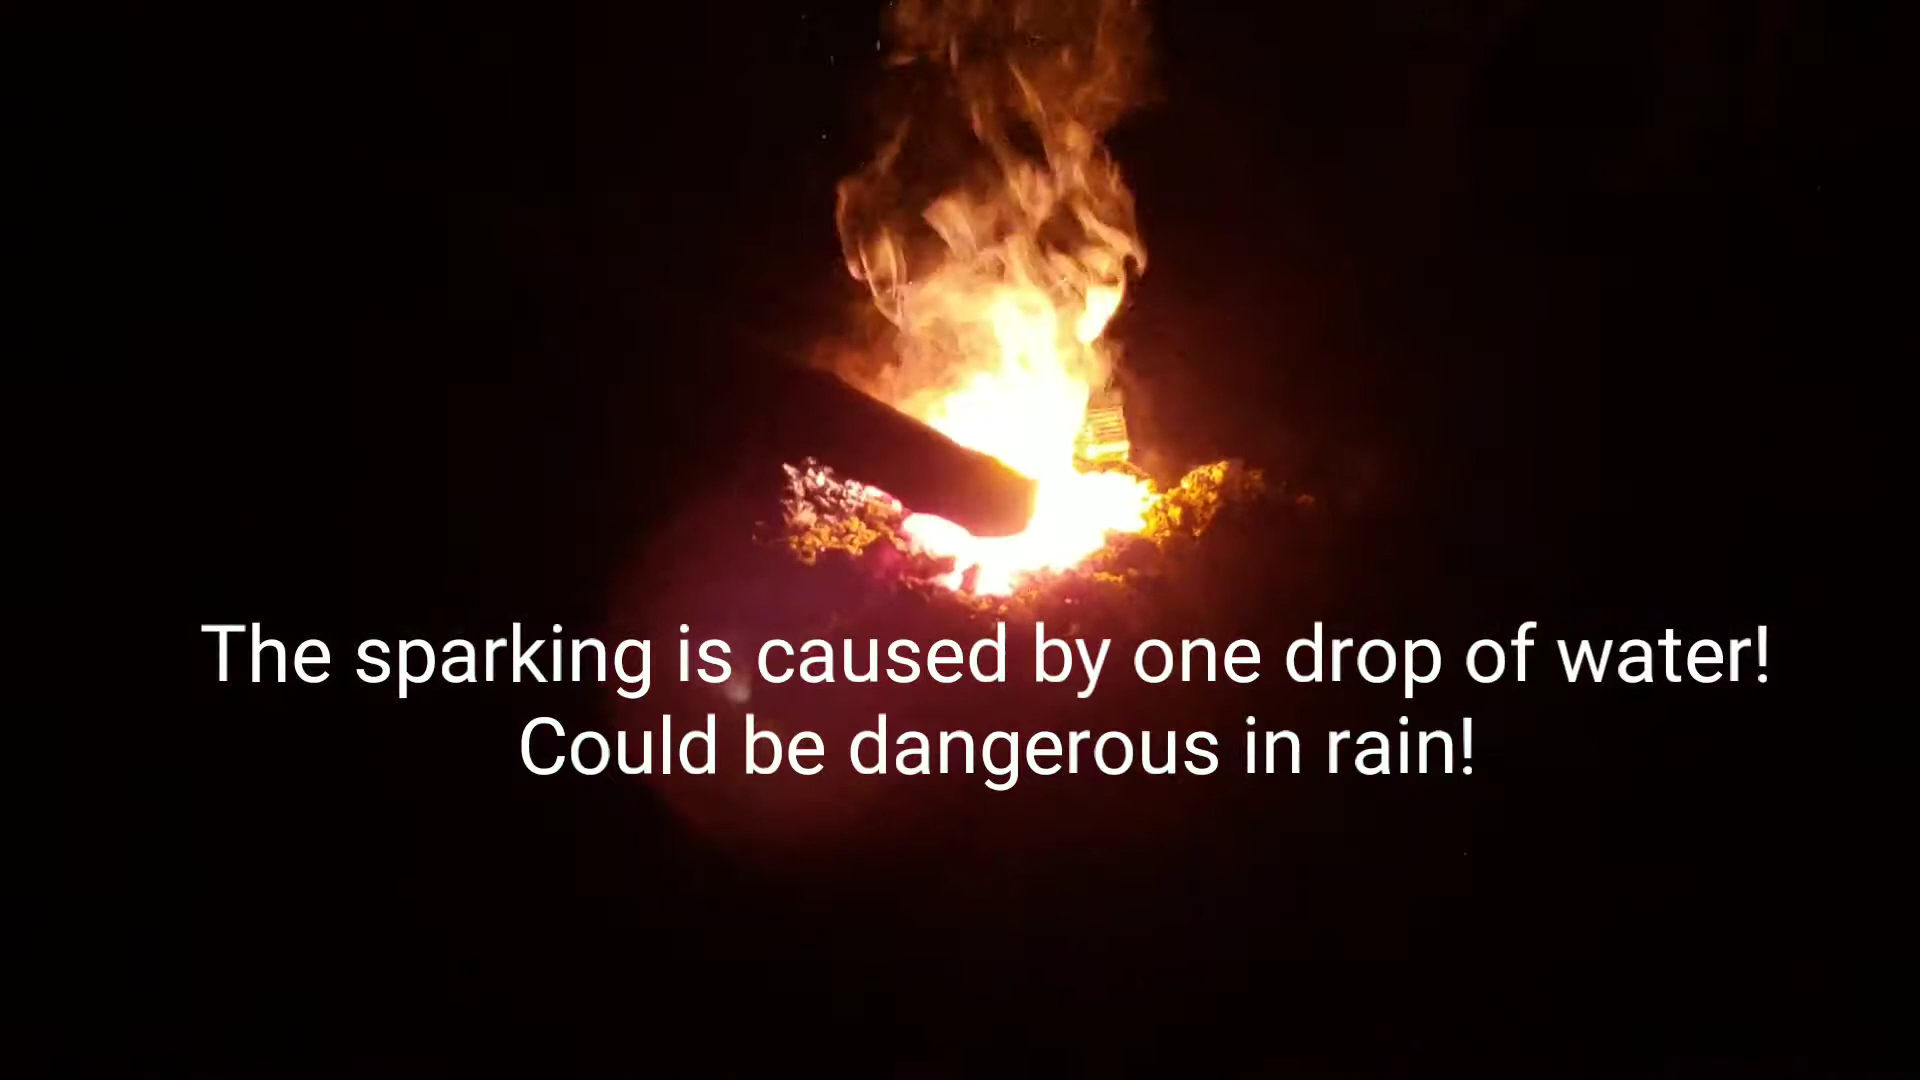 The sparking is caused by one drop of water!
Could be dangerous in rain!